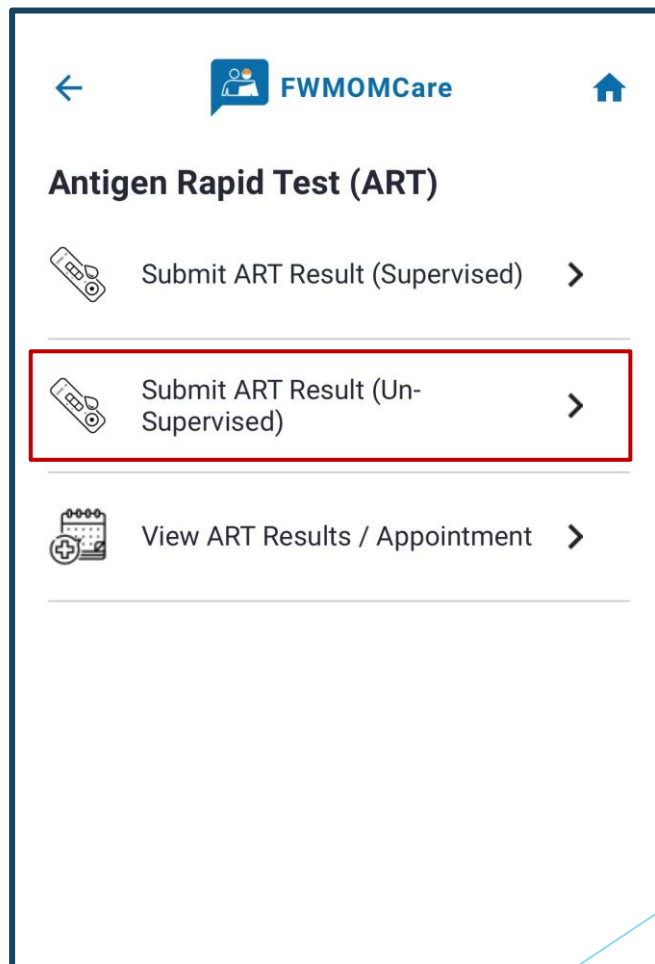 FWMOMCare
Antigen Rapid Test (ART)
Submit ART Result (Supervised)
Submit ART Result (Un-
Supervised)
View ART Results / Appointment